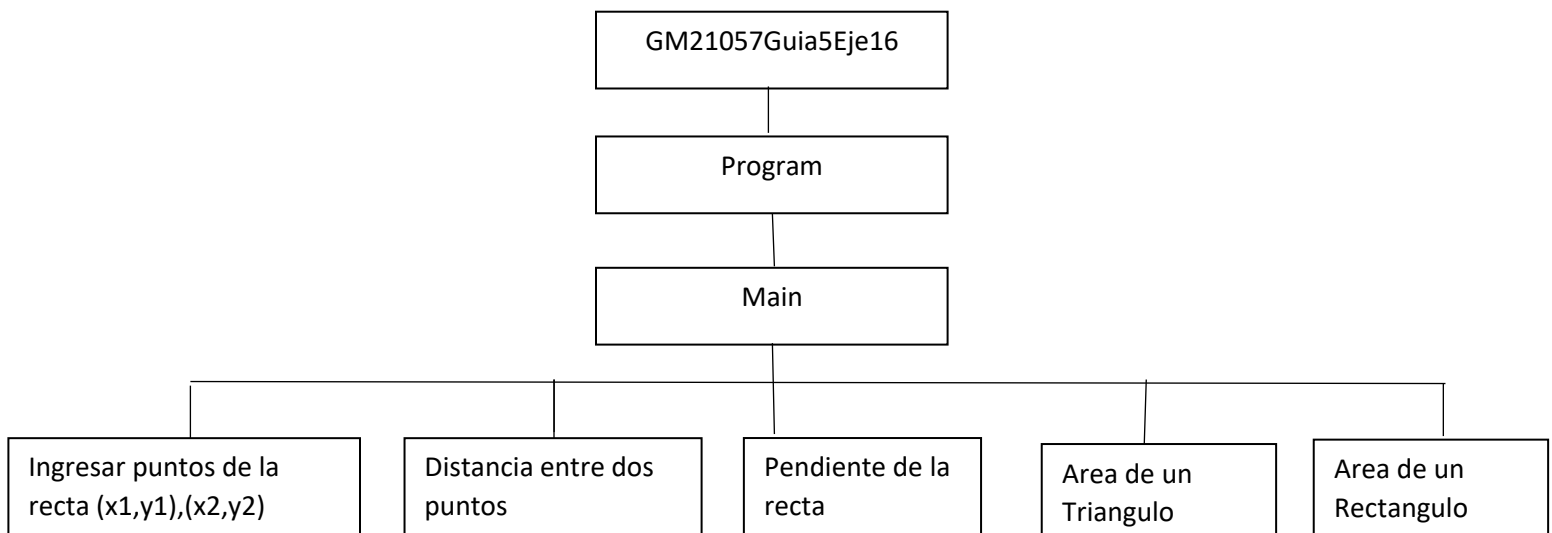 GM21057Guia5Eje16
Program
Main
Ingresar puntos de la
recta (x1,y1),(x2,y2)
Distancia entre dos
puntos
Pendiente de la
recta
Area de un
Triangulo
Area de un
Rectangulo